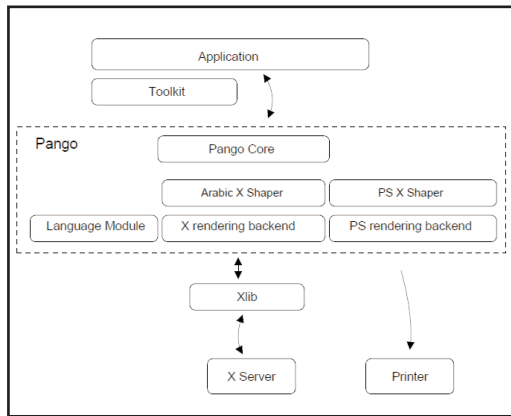 Application
Toolkit
Pango
Pango Core
Arabic X Shaper
PS X Shaper
Language Module
X rendering backend
PS rendering backend
Xlib
X Server
Printer